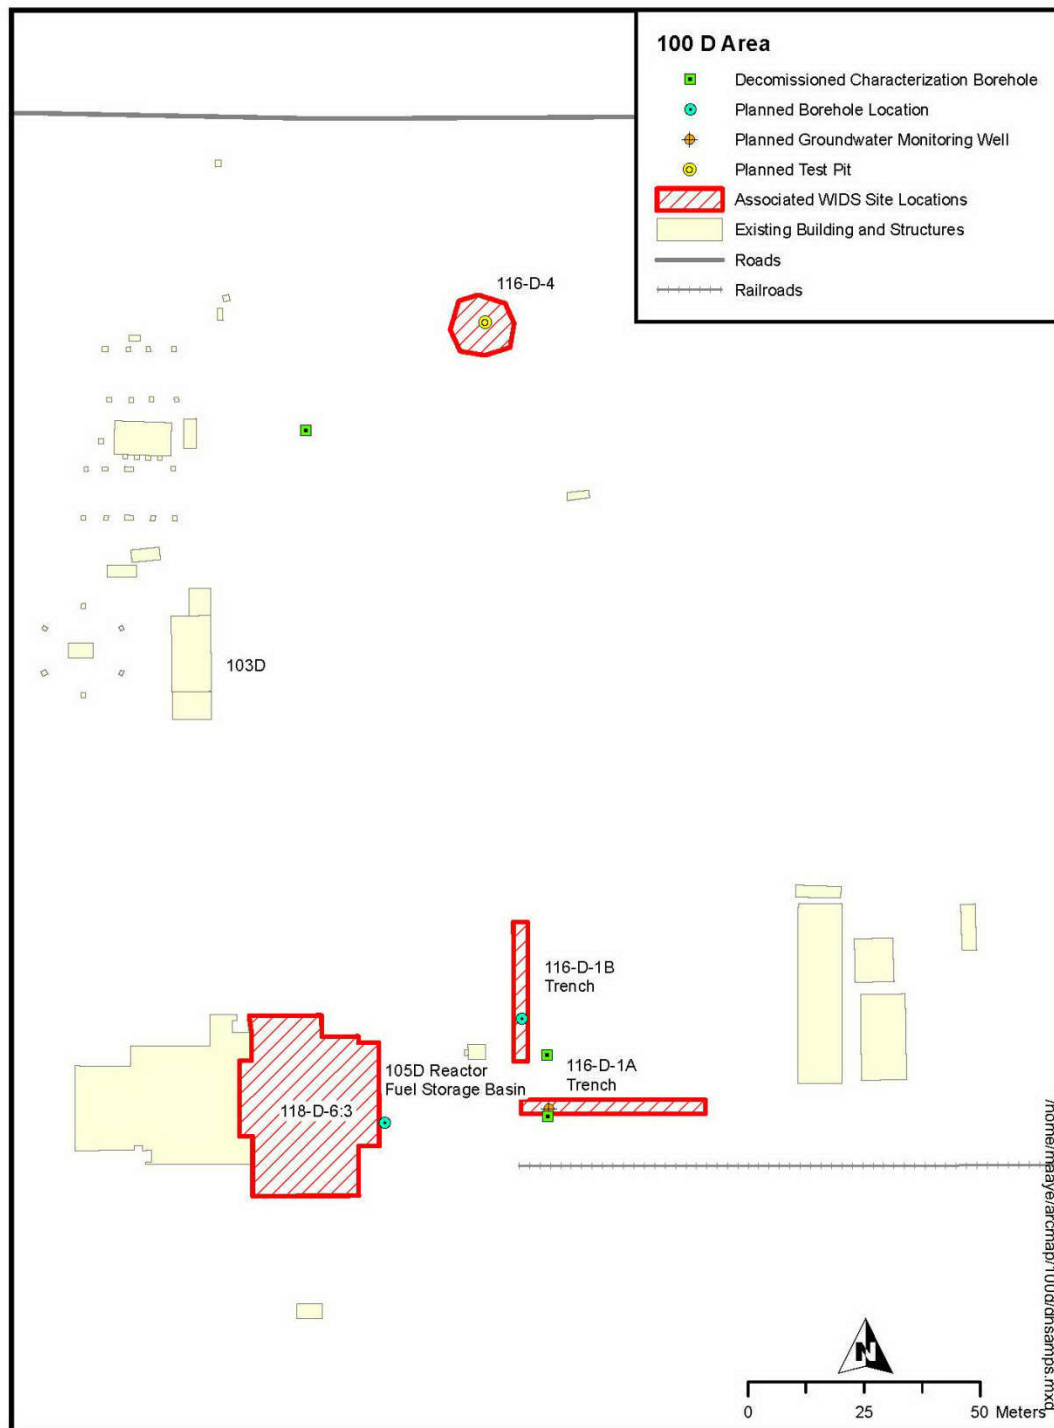 100 D Area
Decomissioned Characterization Borehole
Planned Borehole Location
Planned Groundwater Monitoring Well
Planned Test Pit
Associated WIDS Site Locations
Existing Building and Structures
Roads
Railroads
116-D-4
103D
116-D-1B
Trench
116-D-1A
Trench
105D Reactor
Fuel Storage Basin
118-D-6:3
N
0 25 50 Meters